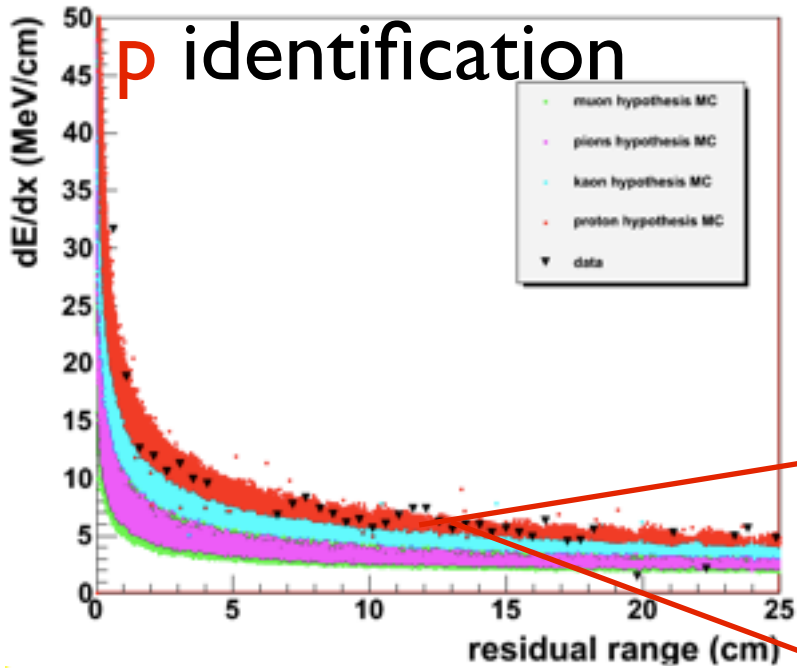 p identification
dE/dx (MeV/cm)
50
45
40
35
30
25
20
15
10
5
0
muon hypothesis MC
pions hypothesis MC
kaon hypothesis MC
proton hypothesis MC
data
0 5 10 15 20 25
residual range (cm)